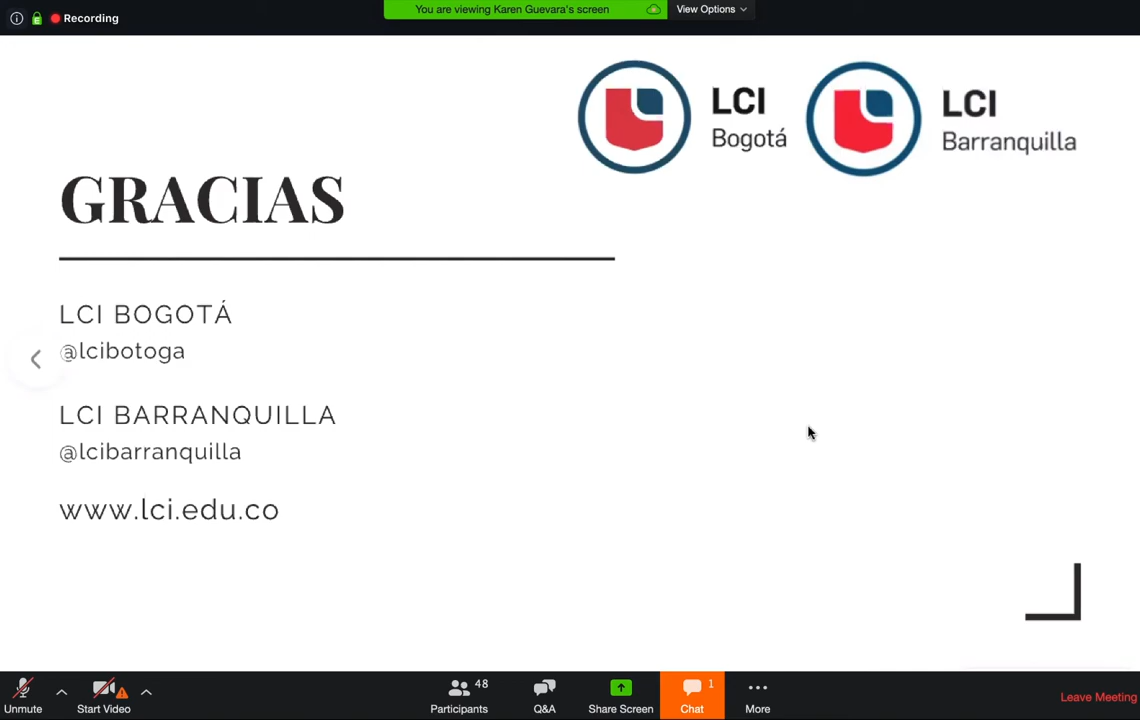 Recording
You are viewing Karen Guevara's screen
View Options
LCI
Bogotá
LCI
Barranquilla
GRACIAS
LCI BOGOTÁ
@lcibotoga
LCI BARRANQUILLA
@lcibarranquilla
www.lci.edu.co
Unmute
Start Video
48
Participants
Q&A
Share Screen
1
Chat
More
Leave Meeting